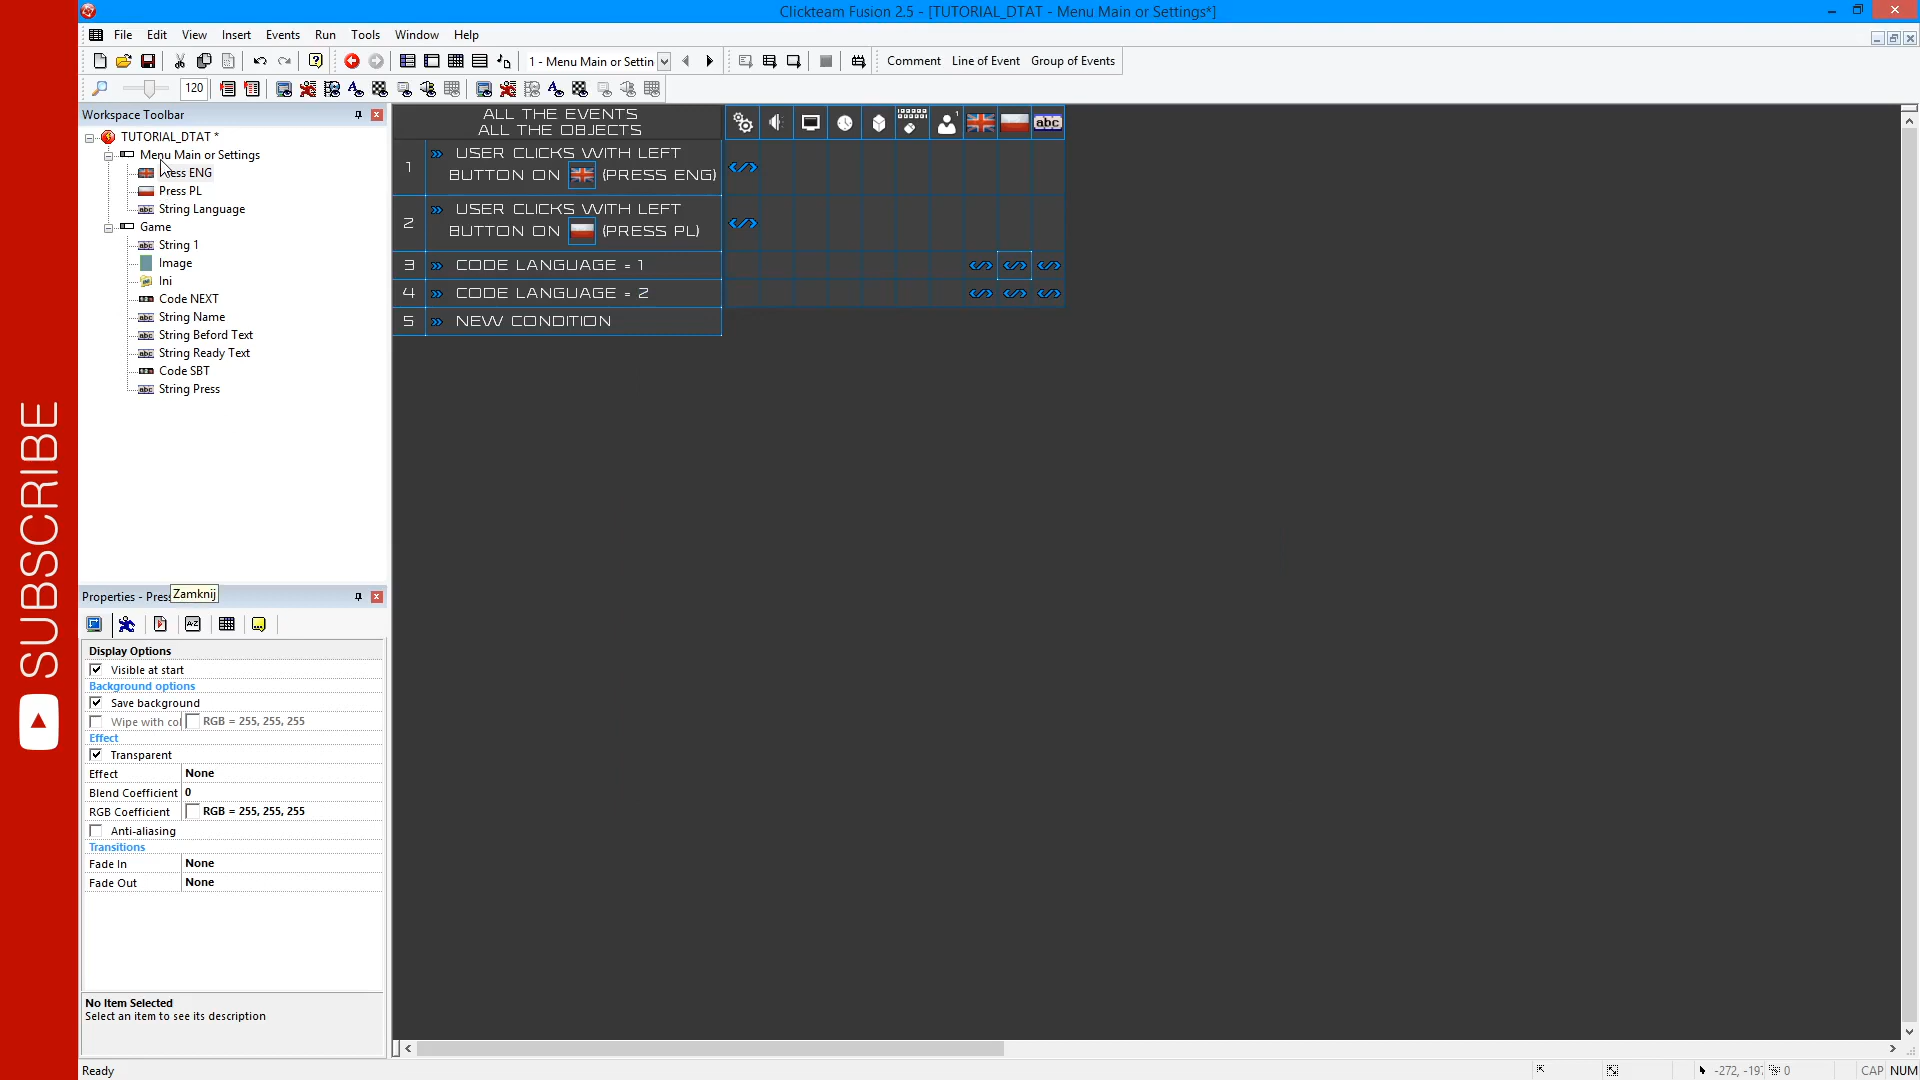 SUBSCRIBE
Clickteam Fusion 2.5 - [TUTORIAL_DTAT - Menu Main or Settings*]
File Edit View Insert Events Run Tools Window Help
1 - Menu Main or Settin
Comment Line of Event Group of Events
120
Workspace Toolbar
TUTORIAL_DTAT *
Menu Main or Settings
ess ENG
Press PL
String Language
Game
String 1
Image
Ini
Code NEXT
String Name
String Beford Text
String Ready Text
Code SBT
String Press
ALL THE EVENTS
ALL THE OBJECTS
abc
1 USER CLICKS WITH LEFT
BUTTON ON (PRESS ENG)
2 USER CLICKS WITH LEFT
BUTTON ON (PRESS PL)
3 CODE LANGUAGE = 1
4 CODE LANGUAGE = 2
5 NEW CONDITION
Zamknij
Properties - Pres
Display Options
Visible at start
Background options
Save background
Wipe with col RGB = 255, 255, 255
Effect
Transparent
Effect None
Blend Coefficient 0
RGB Coefficient RGB = 255, 255, 255
Anti-aliasing
Transitions
Fade In None
Fade Out None
No Item Selected
Select an item to see its description
Ready
-272, -197
0
CAP NUM